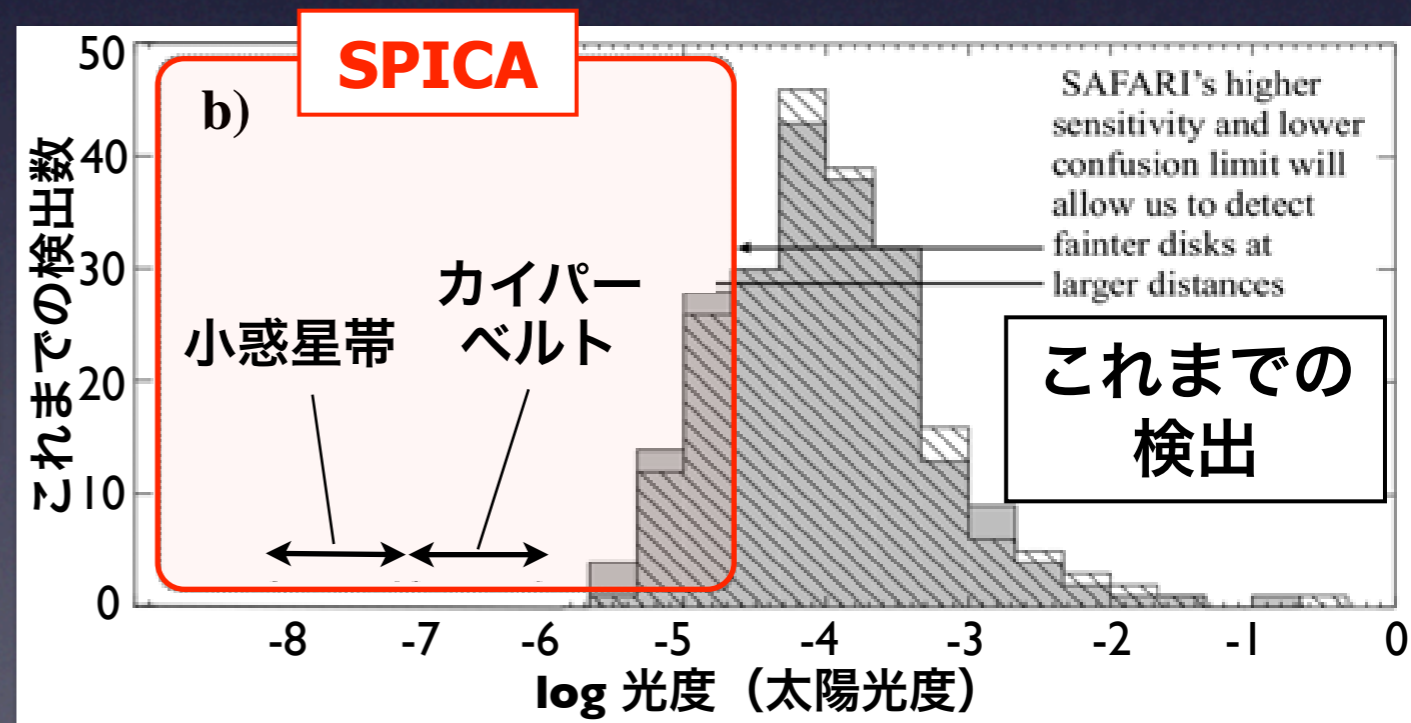 SPICA
b)
SAFARI's higher
sensitivity and lower
confusion limit will
allow us to detect
fainter disks at
larger distances
これまでの検出数
50
40
30
20
10
0
小惑星帯
カイパー
ベルト
これまでの
検出
-8 -7 -6 -5 -4 -3 -2 -1 0
log 光度（太陽光度）